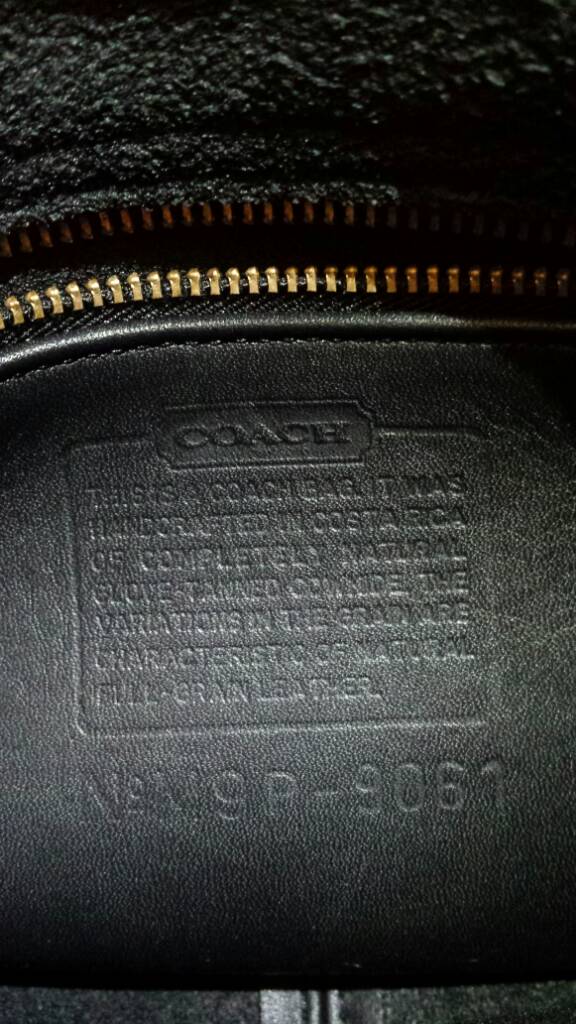 COACH
THIS IS A COACH BAG. IT WAS
HANDCRAFTED IN COSTA RICA
OF COMPLETELY NATURAL
GLOVE-TANNED COWHIDE, THE
VARIATIONS IN THE GRAIN ARE
CHARACTERISTIC OF NATURAL
FULL-GRAIN LEATHER.
Nº 9P-9061